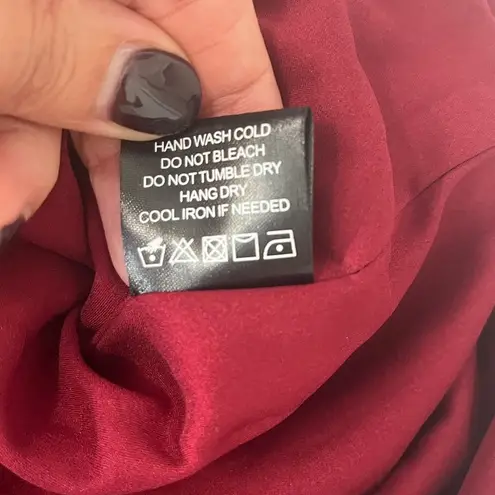 HAND WASH COLD
DO NOT BLEACH
DO NOT TUMBLE DRY
HANG DRY
COOL IRON IF NEEDED